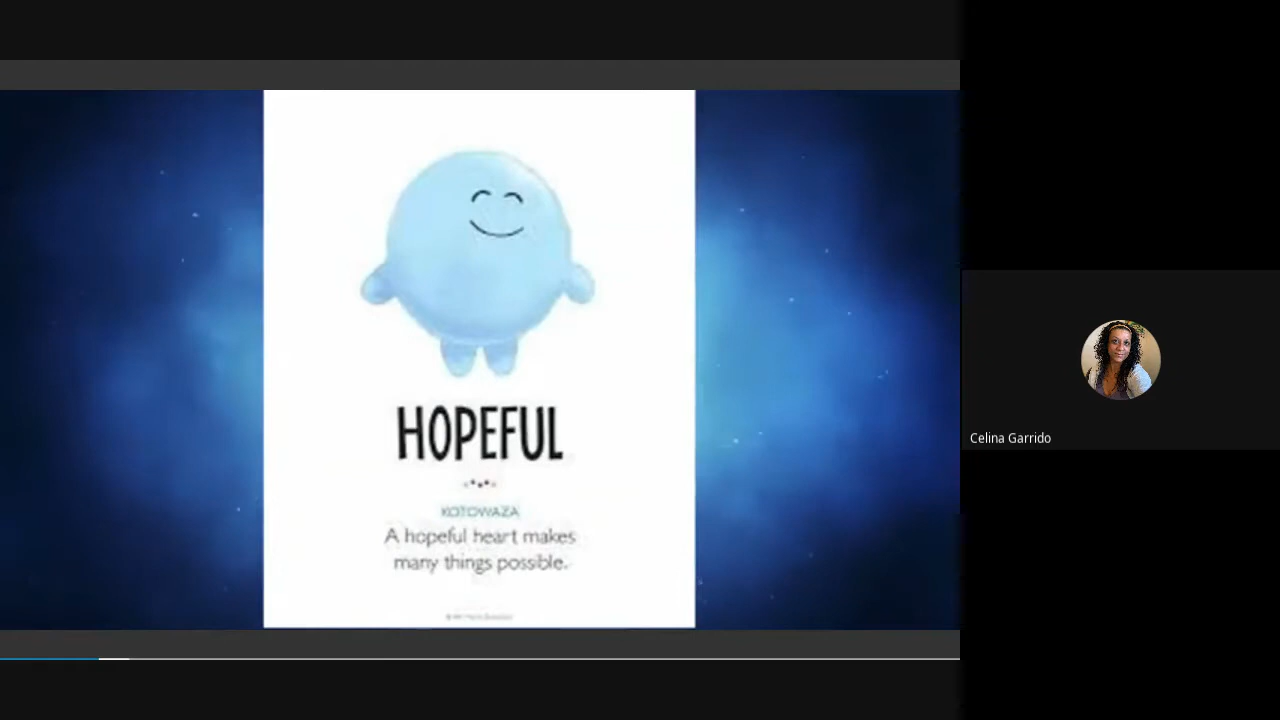 HOPEFUL
KOTOWAZA
A hopeful heart makes
many things possible.
Celina Garrido